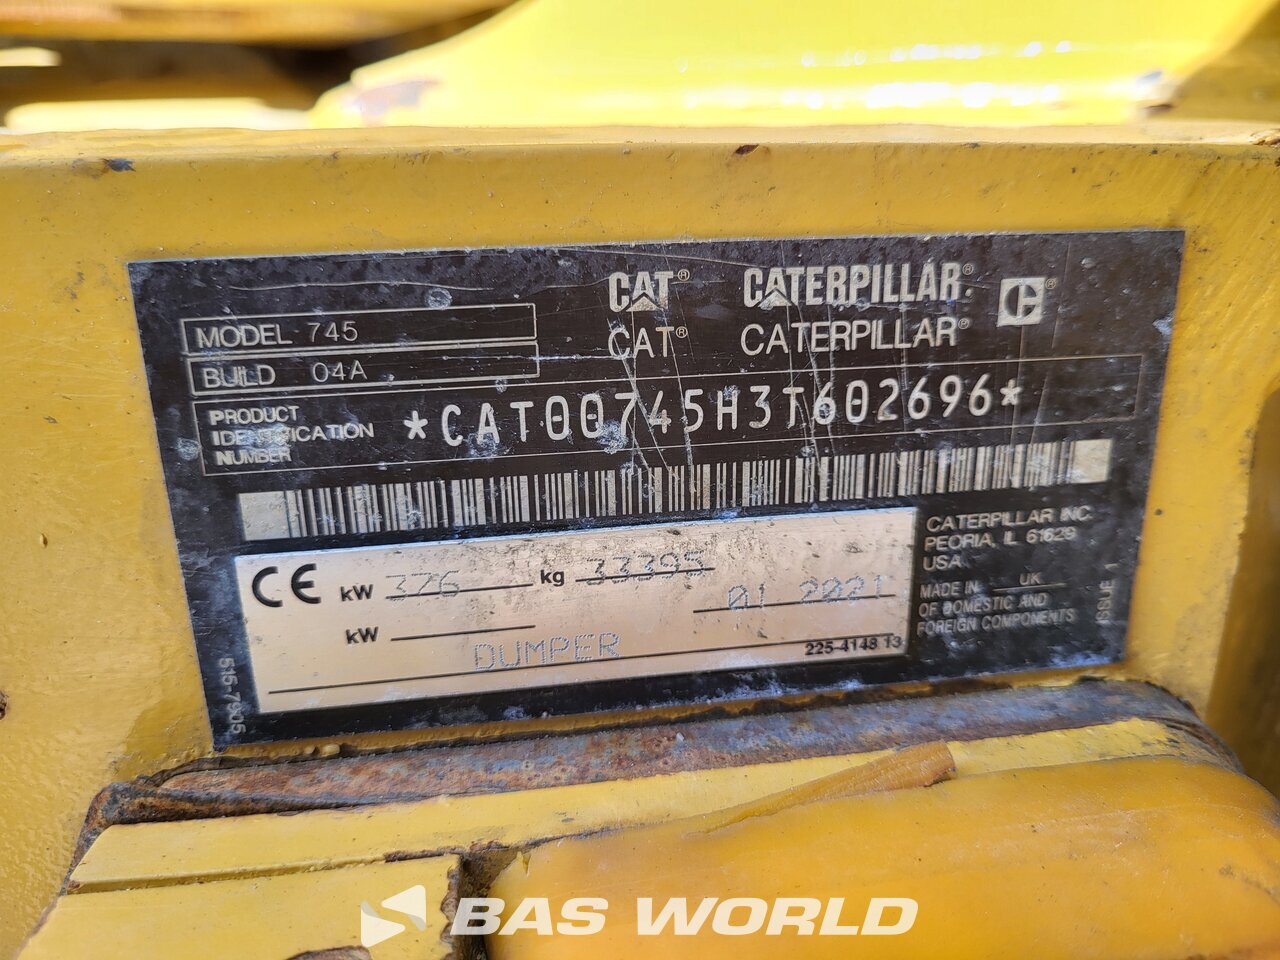 CAT® CATERPILLAR®
CAT® CATERPILLAR®
MODEL 745
BUILD 04A
PRODUCT
IDENTIFICATION
NUMBER
*CAT00745H3T602696*
CE kW 376 kg 33395
01 2021
kW
DUMPER
225-4148 13
CATERPILLAR INC.
PEORIA, IL 61629
USA
MADE IN UK
OF DOMESTIC AND
FOREIGN COMPONENTS
ISSUE 1
515-7905
BAS WORLD